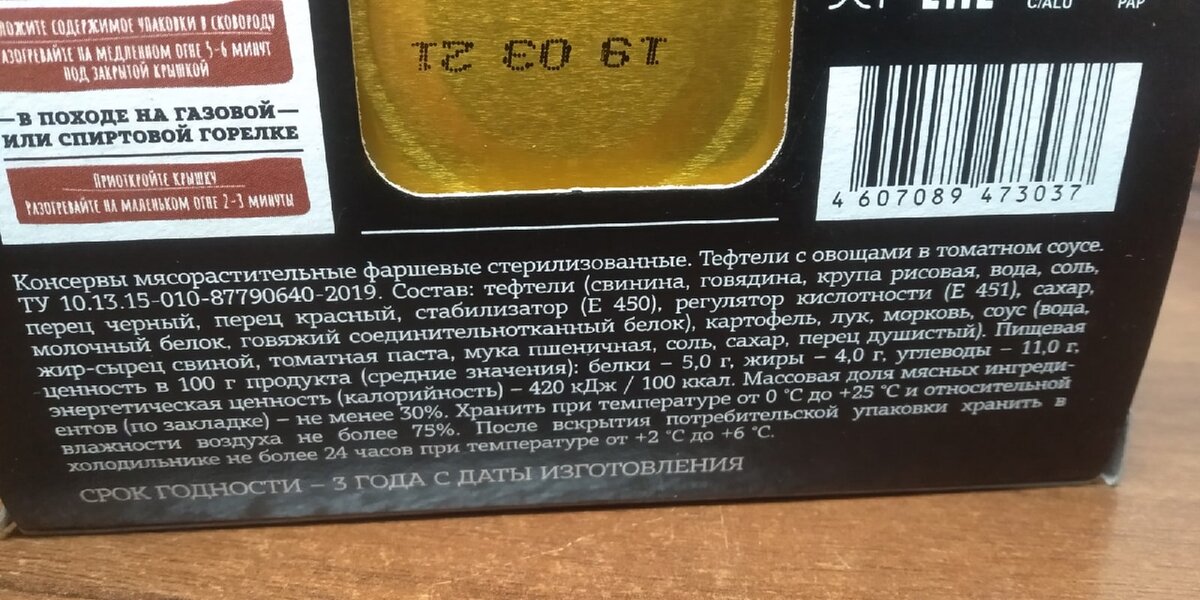 ЛОЖИТЕ СОДЕРЖИМОЕ УПАКОВКИ В СКОВОРОДУ
АЗОГРЕВАЙТЕ НА МЕДЛЕННОМ ОГНЕ 5-6 МИНУТ
ПОД ЗАКРЫТОЙ КРЫШКОЙ
—В ПОХОДЕ НА ГАЗОВОЙ—
ИЛИ СПИРТОВОЙ ГОРЕЛКЕ
ПРИОТКРОЙТЕ КРЫШКУ
РАЗОГРЕВАЙТЕ НА МАЛЕНЬКОМ ОГНЕ 2-3 МИНУТЫ
19 03 21
C/ALU
PAP
4 607089 473037
Консервы мясорастительные фаршевые стерилизованные. Тефтели с овощами в томатном соусе.
ТУ 10.13.15-010-87790640-2019. Состав: тефтели (свинина, говядина, крупа рисовая, вода, соль,
перец черный, перец красный, стабилизатор (Е 450), регулятор кислотности (Е 451), сахар,
молочный белок, говяжий соединительнотканный белок), картофель, лук, морковь, соус (вода,
жир-сырец свиной, томатная паста, мука пшеничная, соль, сахар, перец душистый). Пищевая
ценность в 100 г продукта (средние значения): белки – 5,0 г, жиры – 4,0 г, углеводы – 11,0 г,
энергетическая ценность (калорийность) – 420 кДж / 100 ккал. Массовая доля мясных ингреди-
ентов (по закладке) – не менее 30%. Хранить при температуре от 0 °С до +25 °С и относительной
влажности воздуха не более 75%. После вскрытия потребительской упаковки хранить в
холодильнике не более 24 часов при температуре от +2 °С до +6 °С.
СРОК ГОДНОСТИ – 3 ГОДА С ДАТЫ ИЗГОТОВЛЕНИЯ